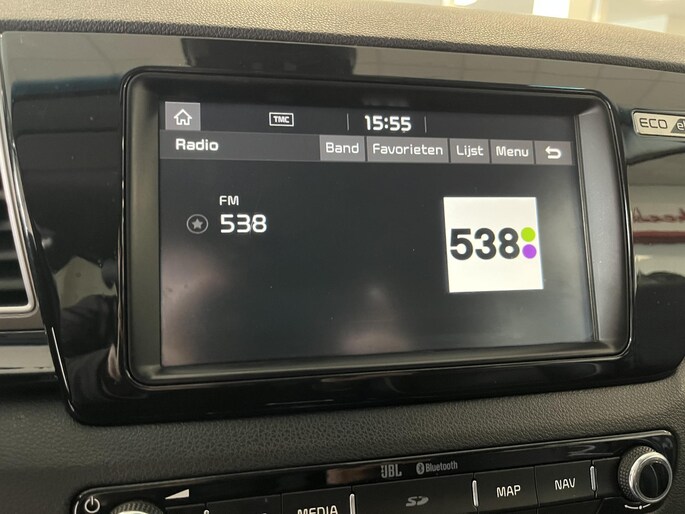 TMC 15:55
Radio Band Favorieten Lijst Menu
FM
538
538
ECO
JBL Bluetooth
MEDIA SD MAP NAV